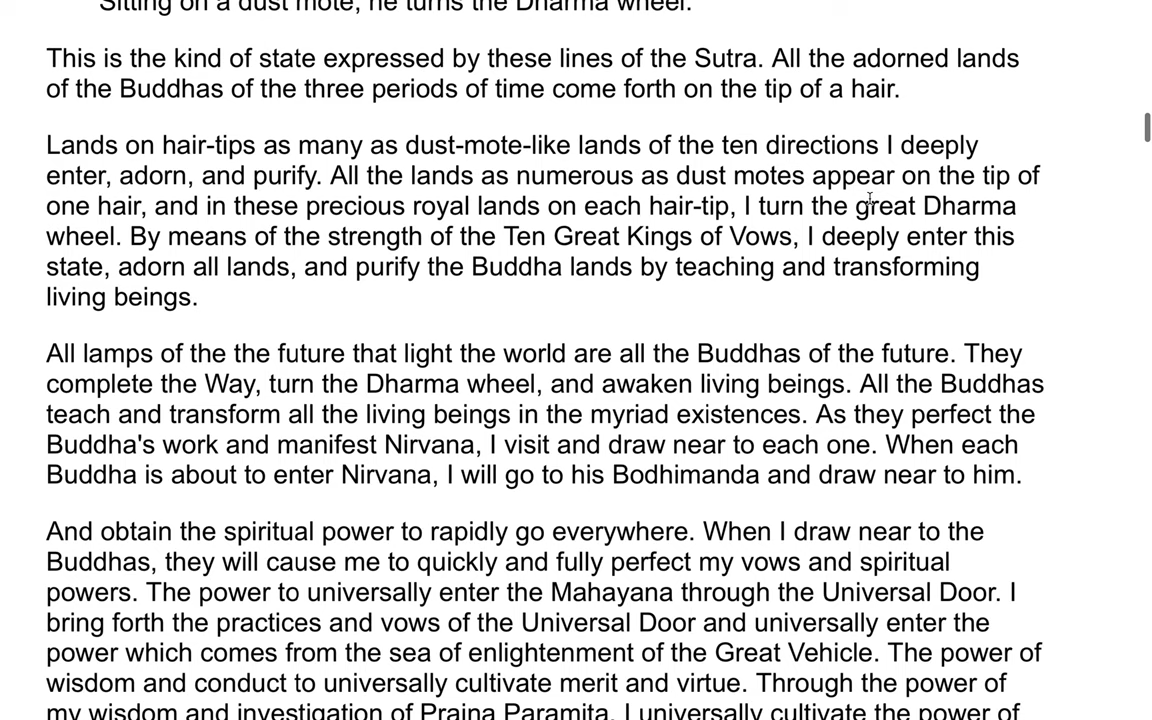 Sitting on a dust mote, he turns the Dharma wheel.
This is the kind of state expressed by these lines of the Sutra. All the adorned lands
of the Buddhas of the three periods of time come forth on the tip of a hair.
Lands on hair-tips as many as dust-mote-like lands of the ten directions I deeply
enter, adorn, and purify. All the lands as numerous as dust motes appear on the tip of
one hair, and in these precious royal lands on each hair-tip, I turn the great Dharma
wheel. By means of the strength of the Ten Great Kings of Vows, I deeply enter this
state, adorn all lands, and purify the Buddha lands by teaching and transforming
living beings.
All lamps of the the future that light the world are all the Buddhas of the future. They
complete the Way, turn the Dharma wheel, and awaken living beings. All the Buddhas
teach and transform all the living beings in the myriad existences. As they perfect the
Buddha's work and manifest Nirvana, I visit and draw near to each one. When each
Buddha is about to enter Nirvana, I will go to his Bodhimanda and draw near to him.
And obtain the spiritual power to rapidly go everywhere. When I draw near to the
Buddhas, they will cause me to quickly and fully perfect my vows and spiritual
powers. The power to universally enter the Mahayana through the Universal Door. I
bring forth the practices and vows of the Universal Door and universally enter the
power which comes from the sea of enlightenment of the Great Vehicle. The power of
wisdom and conduct to universally cultivate merit and virtue. Through the power of
my wisdom and investigation of Prajna Paramita, I universally cultivate the power of